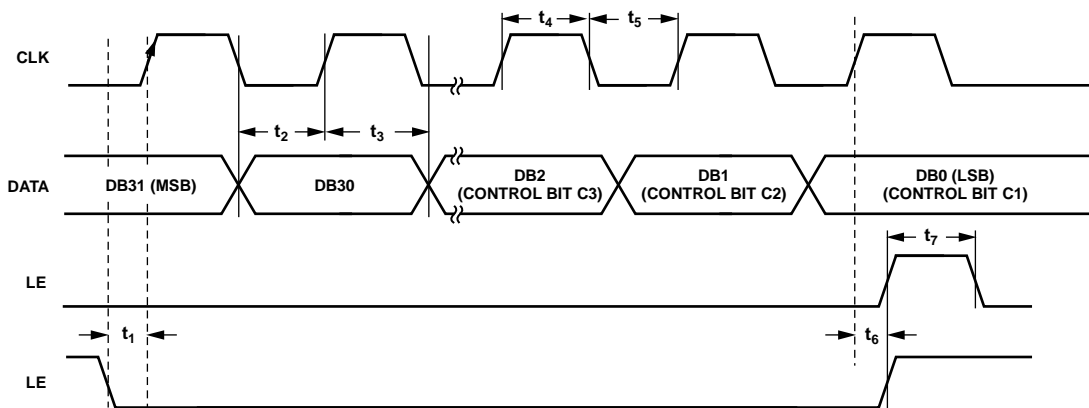 t4 t5
CLK
t2 t3
DATA
DB31 (MSB)
DB30
DB2
(CONTROL BIT C3)
DB1
(CONTROL BIT C2)
DB0 (LSB)
(CONTROL BIT C1)
t7
LE
t1
t6
LE